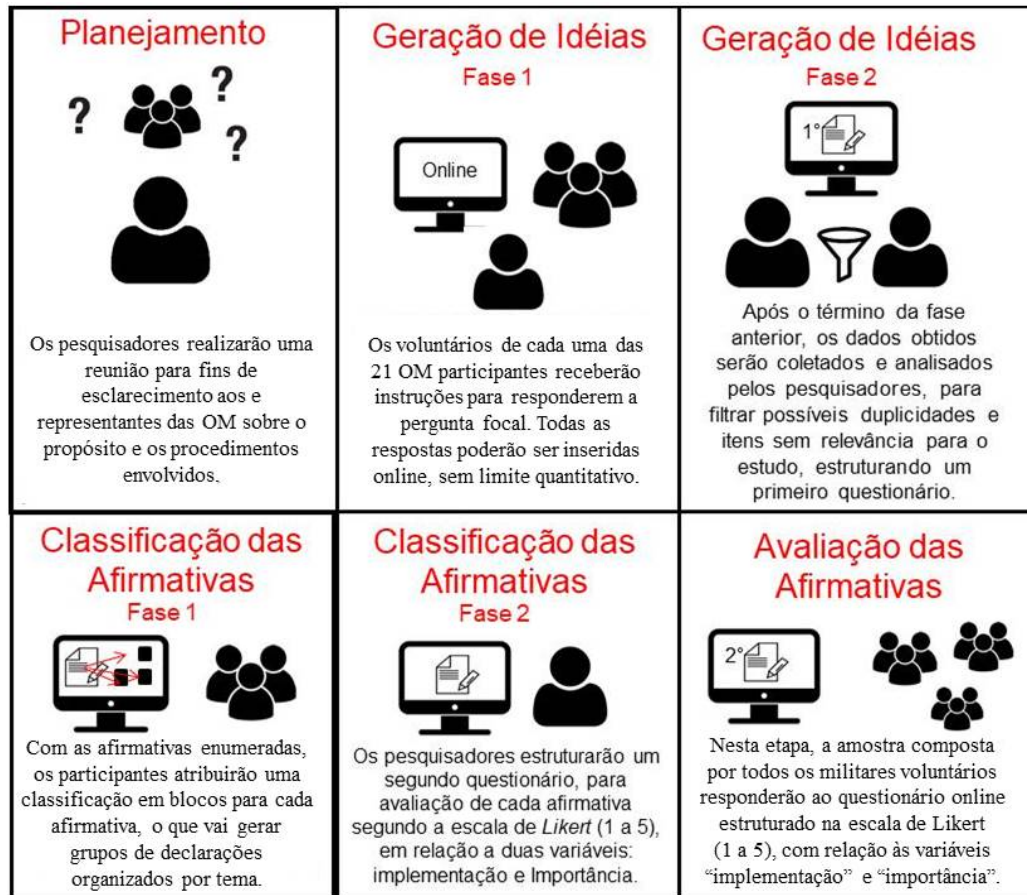 Planejamento
? ? ?
Os pesquisadores realizarão uma
reunião para fins de
esclarecimento aos e
representantes das OM sobre o
propósito e os procedimentos
envolvidos.
Geração de Idéias
Fase 1
Online
Os voluntários de cada uma das
21 OM participantes receberão
instruções para responderem a
pergunta focal. Todas as
respostas poderão ser inseridas
online, sem limite quantitativo.
Geração de Idéias
Fase 2
1°
Após o término da fase
anterior, os dados obtidos
serão coletados e analisados
pelos pesquisadores, para
filtrar possíveis duplicidades e
itens sem relevância para o
estudo, estruturando um
primeiro questionário.
Classificação das
Afirmativas
Fase 1
Com as afirmativas enumeradas,
os participantes atribuirão uma
classificação em blocos para cada
afirmativa, o que vai gerar
grupos de declarações
organizados por tema.
Classificação das
Afirmativas
Fase 2
Os pesquisadores estruturarão um
segundo questionário, para
avaliação de cada afirmativa
segundo a escala de Likert (1 a 5),
em relação a duas variáveis:
implementação e Importância.
Avaliação das
Afirmativas
2°
Nesta etapa, a amostra composta
por todos os militares voluntários
responderão ao questionário online
estruturado na escala de Likert
(1 a 5), com relação às variáveis
“implementação” e “importância”.